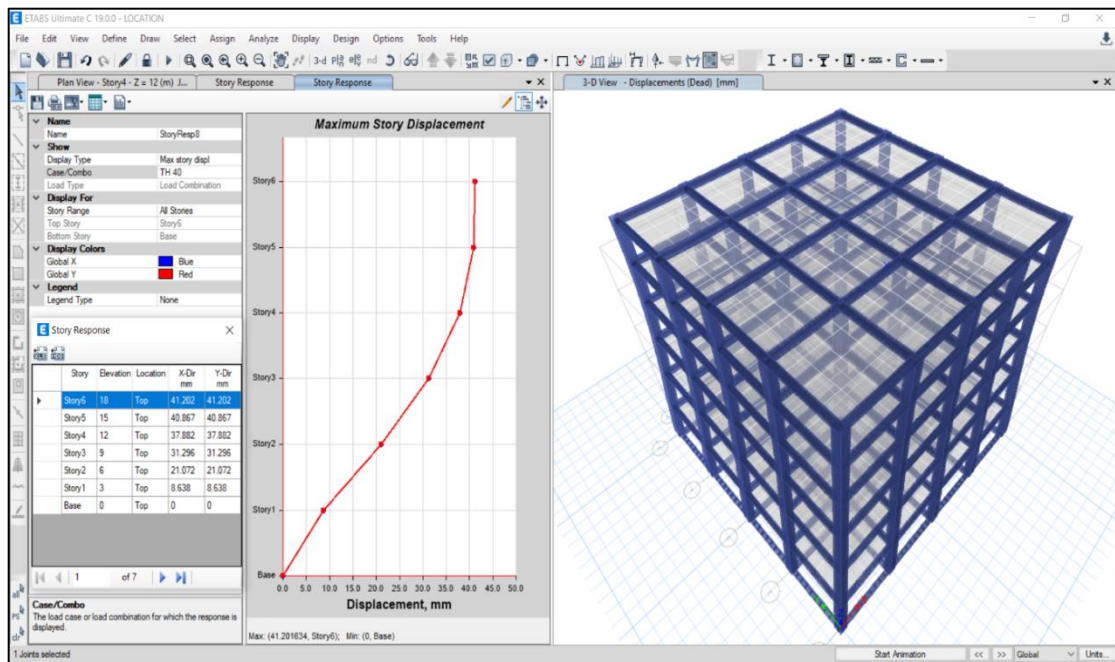 ETABS Ultimate C 19.0.0 - LOCATION
File Edit View Define Draw Select Assign Analyze Display Design Options Tools Help
Plan View - Story4 - Z = 12 (m) J... Story Response Story Response
3-D View - Displacements (Dead) [mm]
Name
Name StoryResp8
Show
Display Type Max story displ
Case/Combo TH 40
Load Type Load Combination
Display For
Story Range All Stories
Top Story Story6
Bottom Story Base
Display Colors
Global X Blue
Global Y Red
Legend
Legend Type None
Story Response
Story Elevation Location X-Dir mm Y-Dir mm
Story6 18 Top 41.202 41.202
Story5 15 Top 40.867 40.867
Story4 12 Top 37.882 37.882
Story3 9 Top 31.296 31.296
Story2 6 Top 21.072 21.072
Story1 3 Top 8.638 8.638
Base 0 Top 0 0
1 of 7
Case/Combo
The load case or load combination for which the response is
displayed.
Maximum Story Displacement
Story6
Story5
Story4
Story3
Story2
Story1
Base
0.0 5.0 10.0 15.0 20.0 25.0 30.0 35.0 40.0 45.0 50.0
Displacement, mm
Max: (41.201634, Story6); Min: (0, Base)
1 Joints selected
Start Animation << >> Global Units...